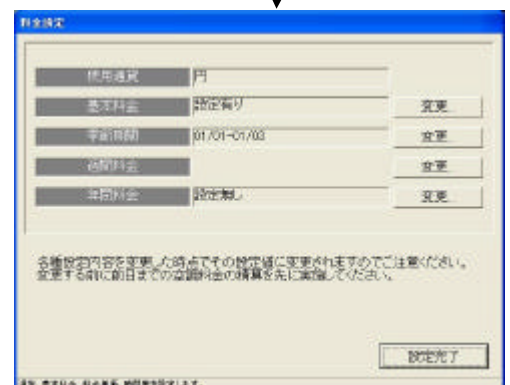 料金設定
使用通貨 円
基本料金 設定有り 変更
季節期間 01/01-01/03 変更
週間料金 変更
年間料金 設定無し 変更
各種設定内容を変更した時点でその設定値に変更されますのでご注意ください。
変更する前に前日までの空調料金の積算を先に実施してください。
設定完了